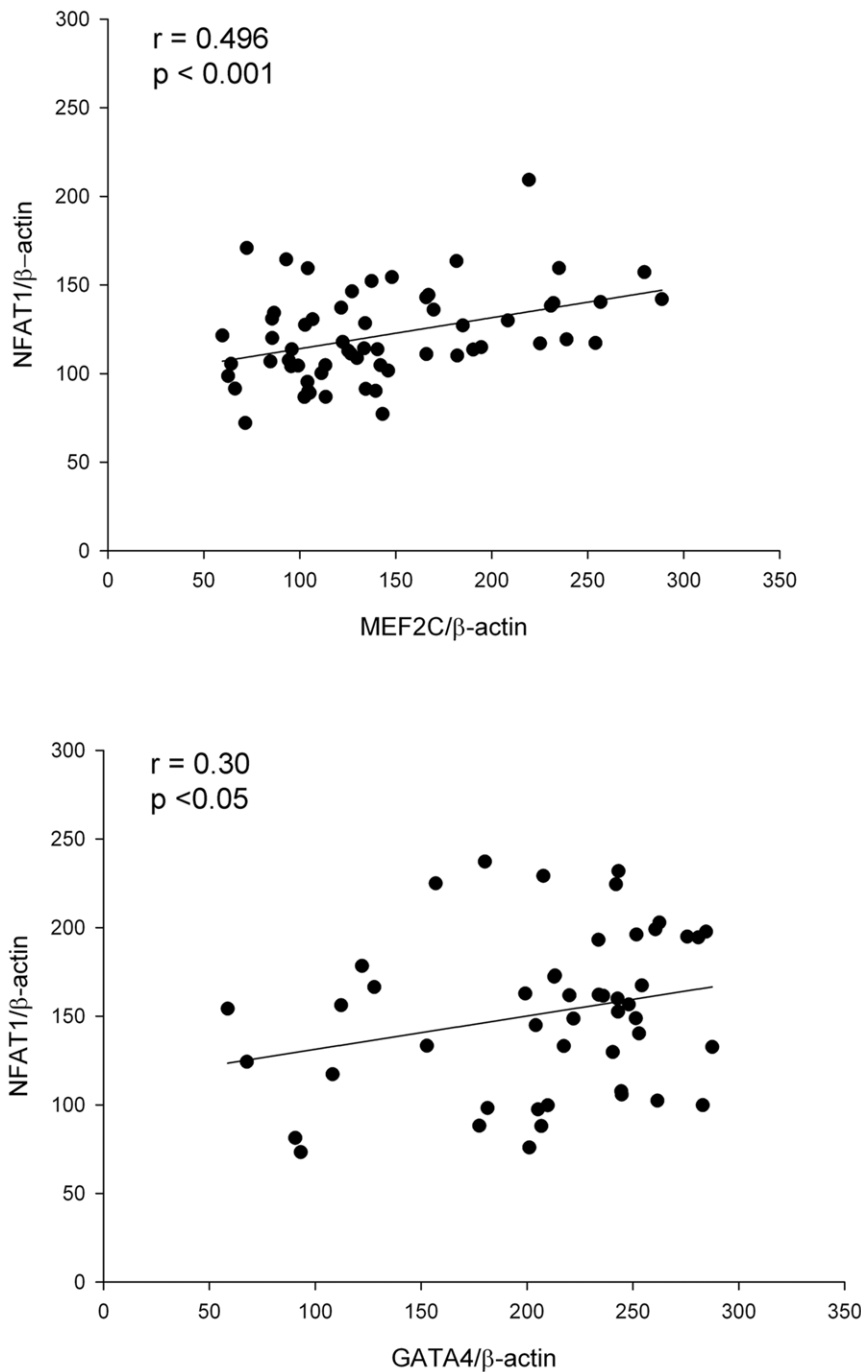 r = 0.496
p < 0.001
300
250
200
150
100
50
0
NFAT1/β–actin
0 50 100 150 200 250 300 350
MEF2C/β-actin
r = 0.30
p <0.05
300
250
200
150
100
50
0
NFAT1/β-actin
0 50 100 150 200 250 300 350
GATA4/β-actin